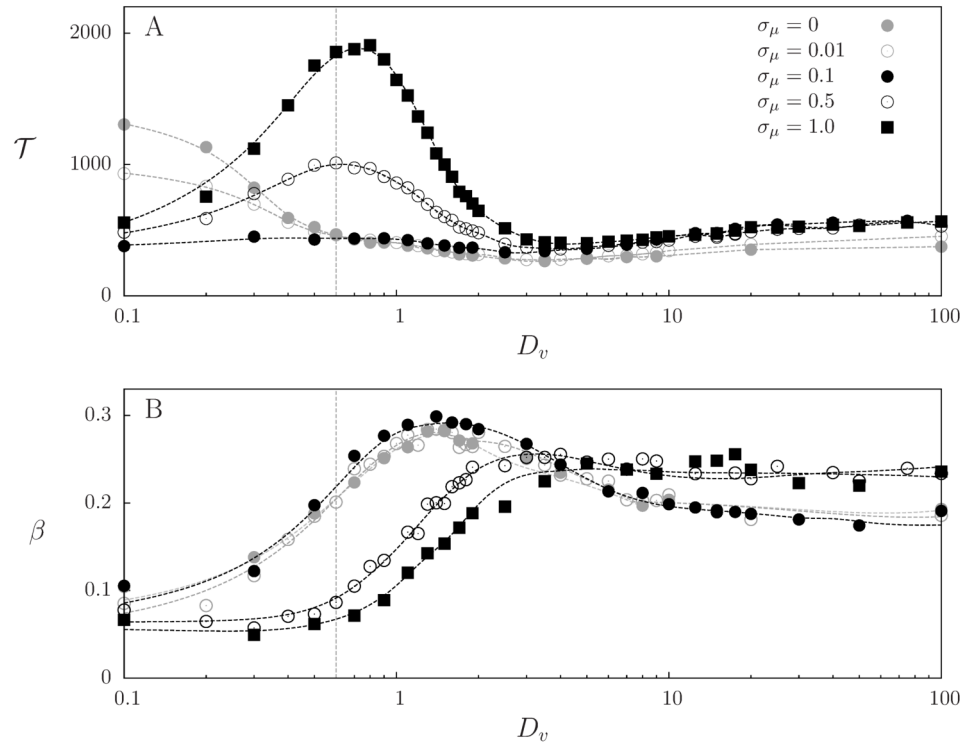 A
2000
1000
0
𝒯
σ_μ = 0
σ_μ = 0.01
σ_μ = 0.1
σ_μ = 0.5
σ_μ = 1.0
0.1 1 10 100
D_v
B
0.3
0.2
0.1
0
β
0.1 1 10 100
D_v